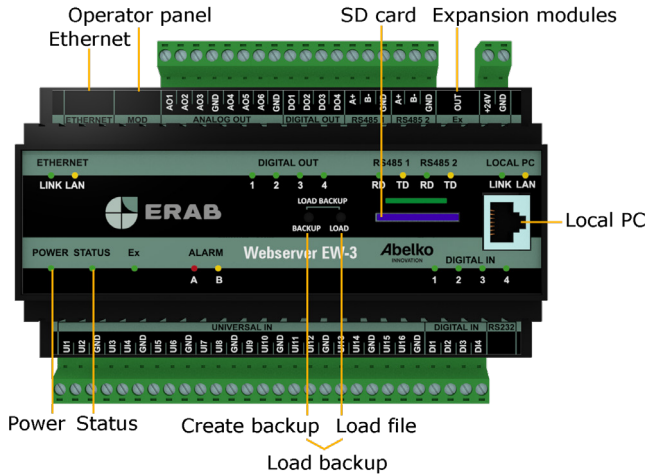 Operator panel
SD card
Expansion modules
Ethernet
AO1 AO2 AO3 GND AO4 AO5 AO6 GND DO1 DO2 DO3 DO4 A+ B- GND A+ B- GND OUT +24V GND
ETHERNET MOD ANALOG OUT DIGITAL OUT RS485 1 RS485 2 Ex
ETHERNET DIGITAL OUT RS485 1 RS485 2 LOCAL PC
LINK LAN 1 2 3 4 RD TD RD TD LINK LAN
LOAD BACKUP
ERAB
BACKUP LOAD
Local PC
POWER STATUS Ex ALARM Webserver EW-3 Abelko
INNOVATION
DIGITAL IN
A B 1 2 3 4
UNIVERSAL IN DIGITAL IN RS232
UI1 UI2 GND UI3 UI4 GND UI5 UI6 GND UI7 UI8 GND UI9 UI10 GND UI11 UI12 GND UI13 UI14 GND UI15 UI16 GND DI1 DI2 DI3 DI4
Power Status Create backup Load file
Load backup